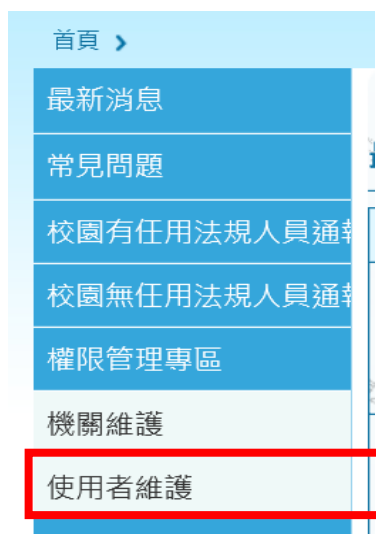 首頁 >
最新消息
常見問題
校園有任用法規人員通
校園無任用法規人員通
權限管理專區
機關維護
使用者維護